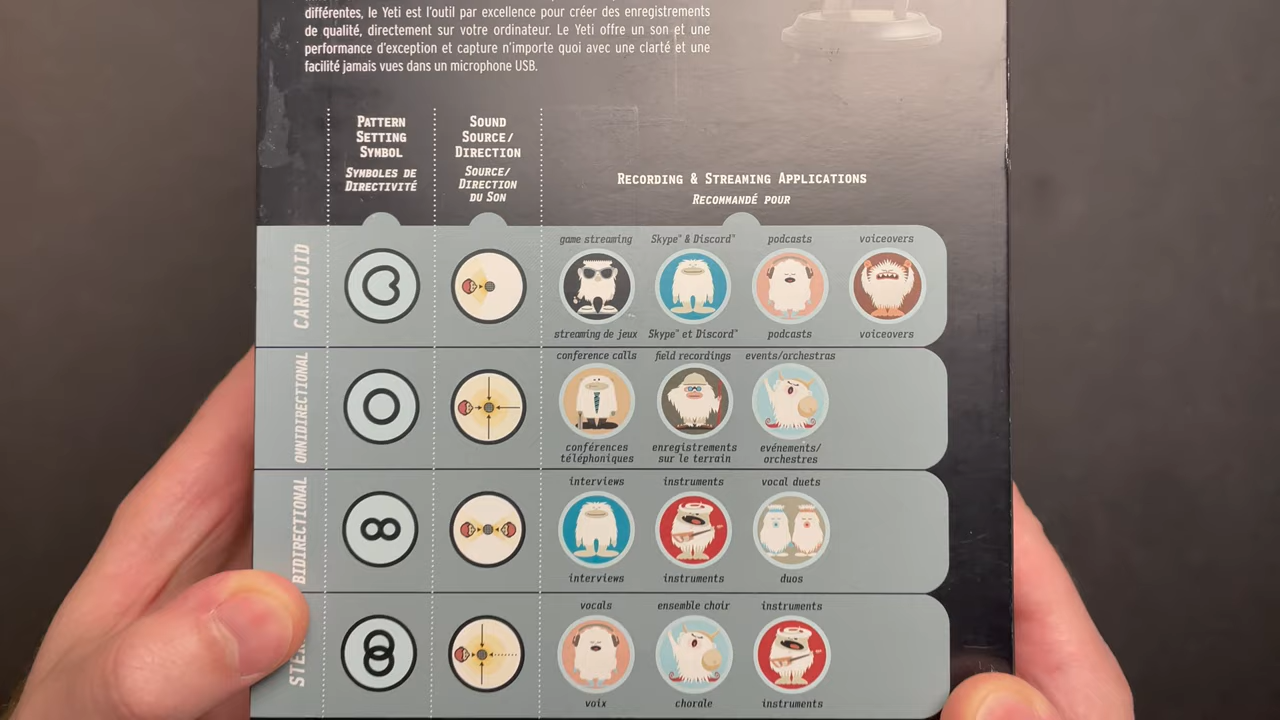 différentes, le Yeti est l'outil par excellence pour créer des enregistrements
de qualité, directement sur votre ordinateur. Le Yeti offre un son et une
performance d'exception et capture n'importe quoi avec une clarté et une
facilité jamais vues dans un microphone USB.
PATTERN
SETTING
SYMBOL
SYMBOLES DE
DIRECTIVITÉ
SOUND
SOURCE/
DIRECTION
SOURCE/
DIRECTION
DU SON
RECORDING & STREAMING APPLICATIONS
RECOMMANDÉ POUR
CARDIOID
game streaming
Skype™ & Discord™
podcasts
voiceovers
streaming de jeux
Skype™ et Discord™
podcasts
voiceovers
OMNIDIRECTIONAL
conference calls
field recordings
events/orchestras
conférences
téléphoniques
enregistrements
sur le terrain
evénements/
orchestres
BIDIRECTIONAL
interviews
instruments
vocal duets
interviews
instruments
duos
STE
vocals
ensemble choir
instruments
voix
chorale
instruments